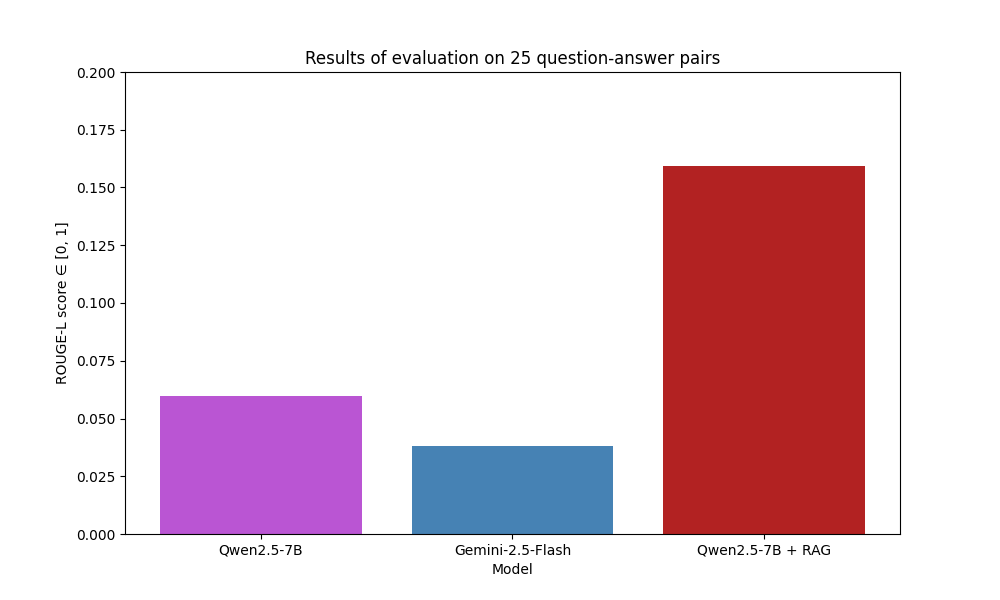 Results of evaluation on 25 question-answer pairs
ROUGE-L score ∈ [0, 1]
0.200
0.175
0.150
0.125
0.100
0.075
0.050
0.025
0.000
Qwen2.5-7B
Gemini-2.5-Flash
Qwen2.5-7B + RAG
Model